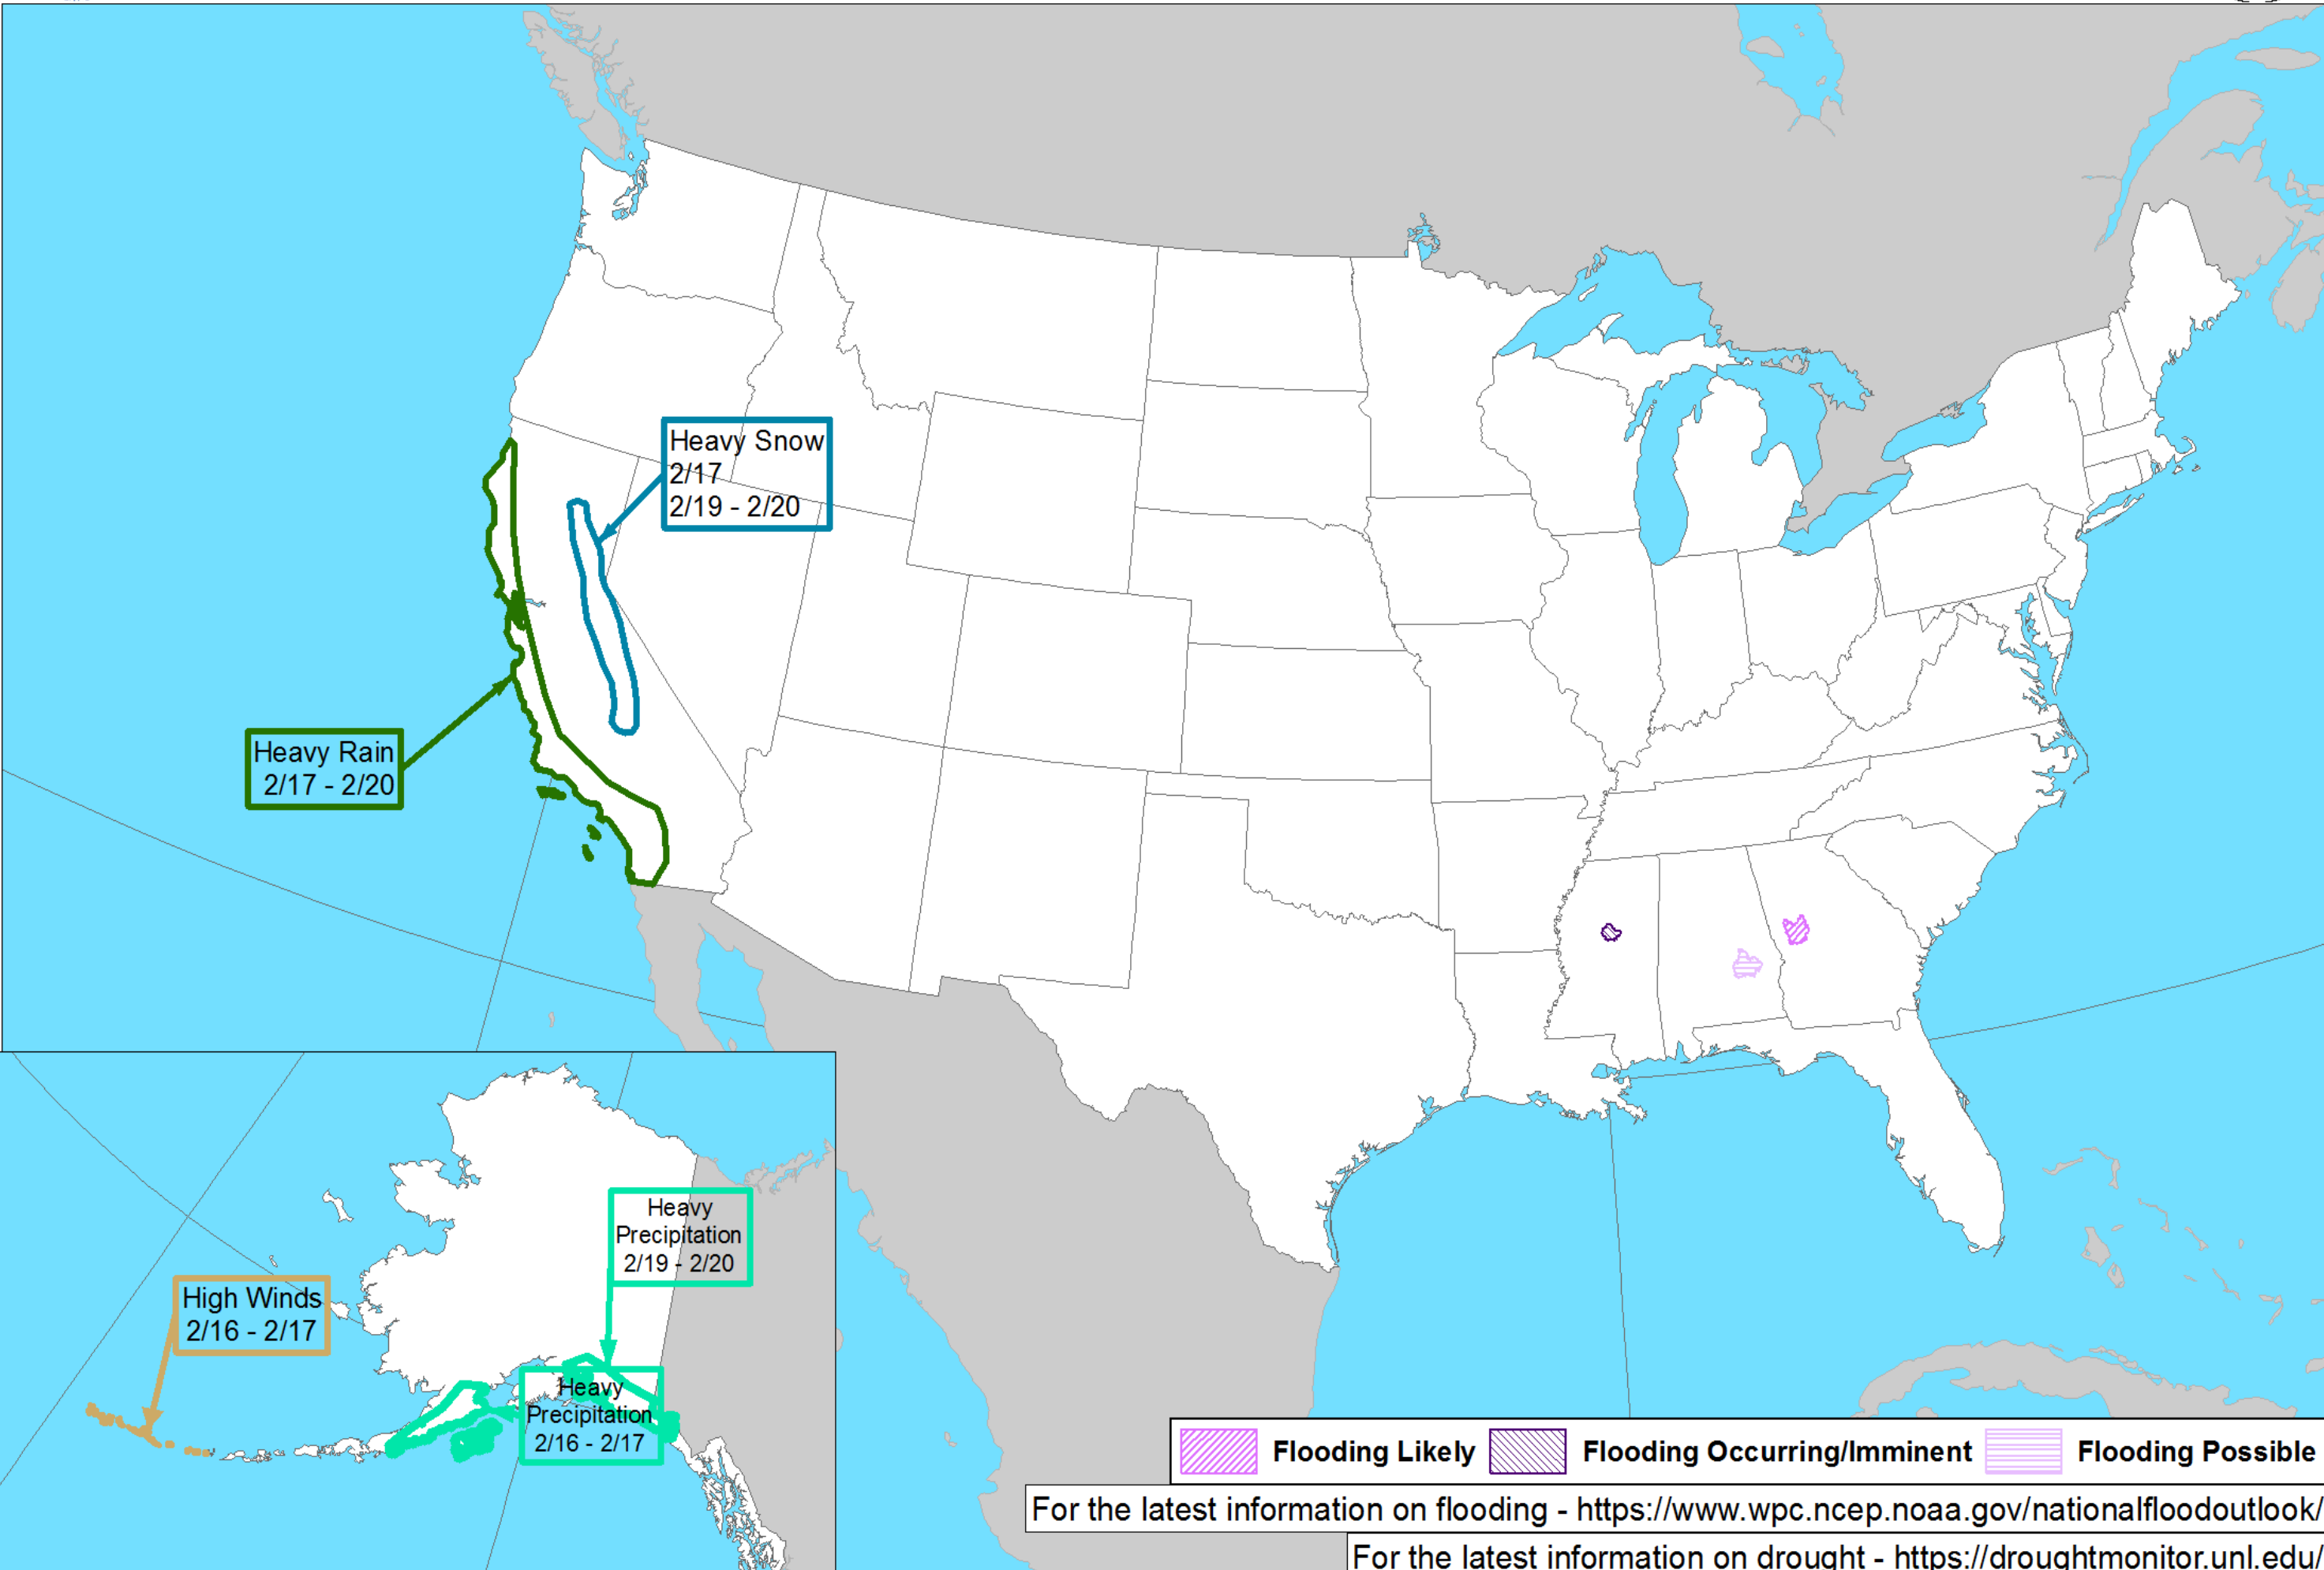 Heavy Snow
2/17
2/19 - 2/20
Heavy Rain
2/17 - 2/20
Heavy
Precipitation
2/19 - 2/20
High Winds
2/16 - 2/17
Heavy
Precipitation
2/16 - 2/17
Flooding Likely
Flooding Occurring/Imminent
Flooding Possible
For the latest information on flooding - https://www.wpc.ncep.noaa.gov/nationalfloodoutlook/
For the latest information on drought - https://droughtmonitor.unl.edu/